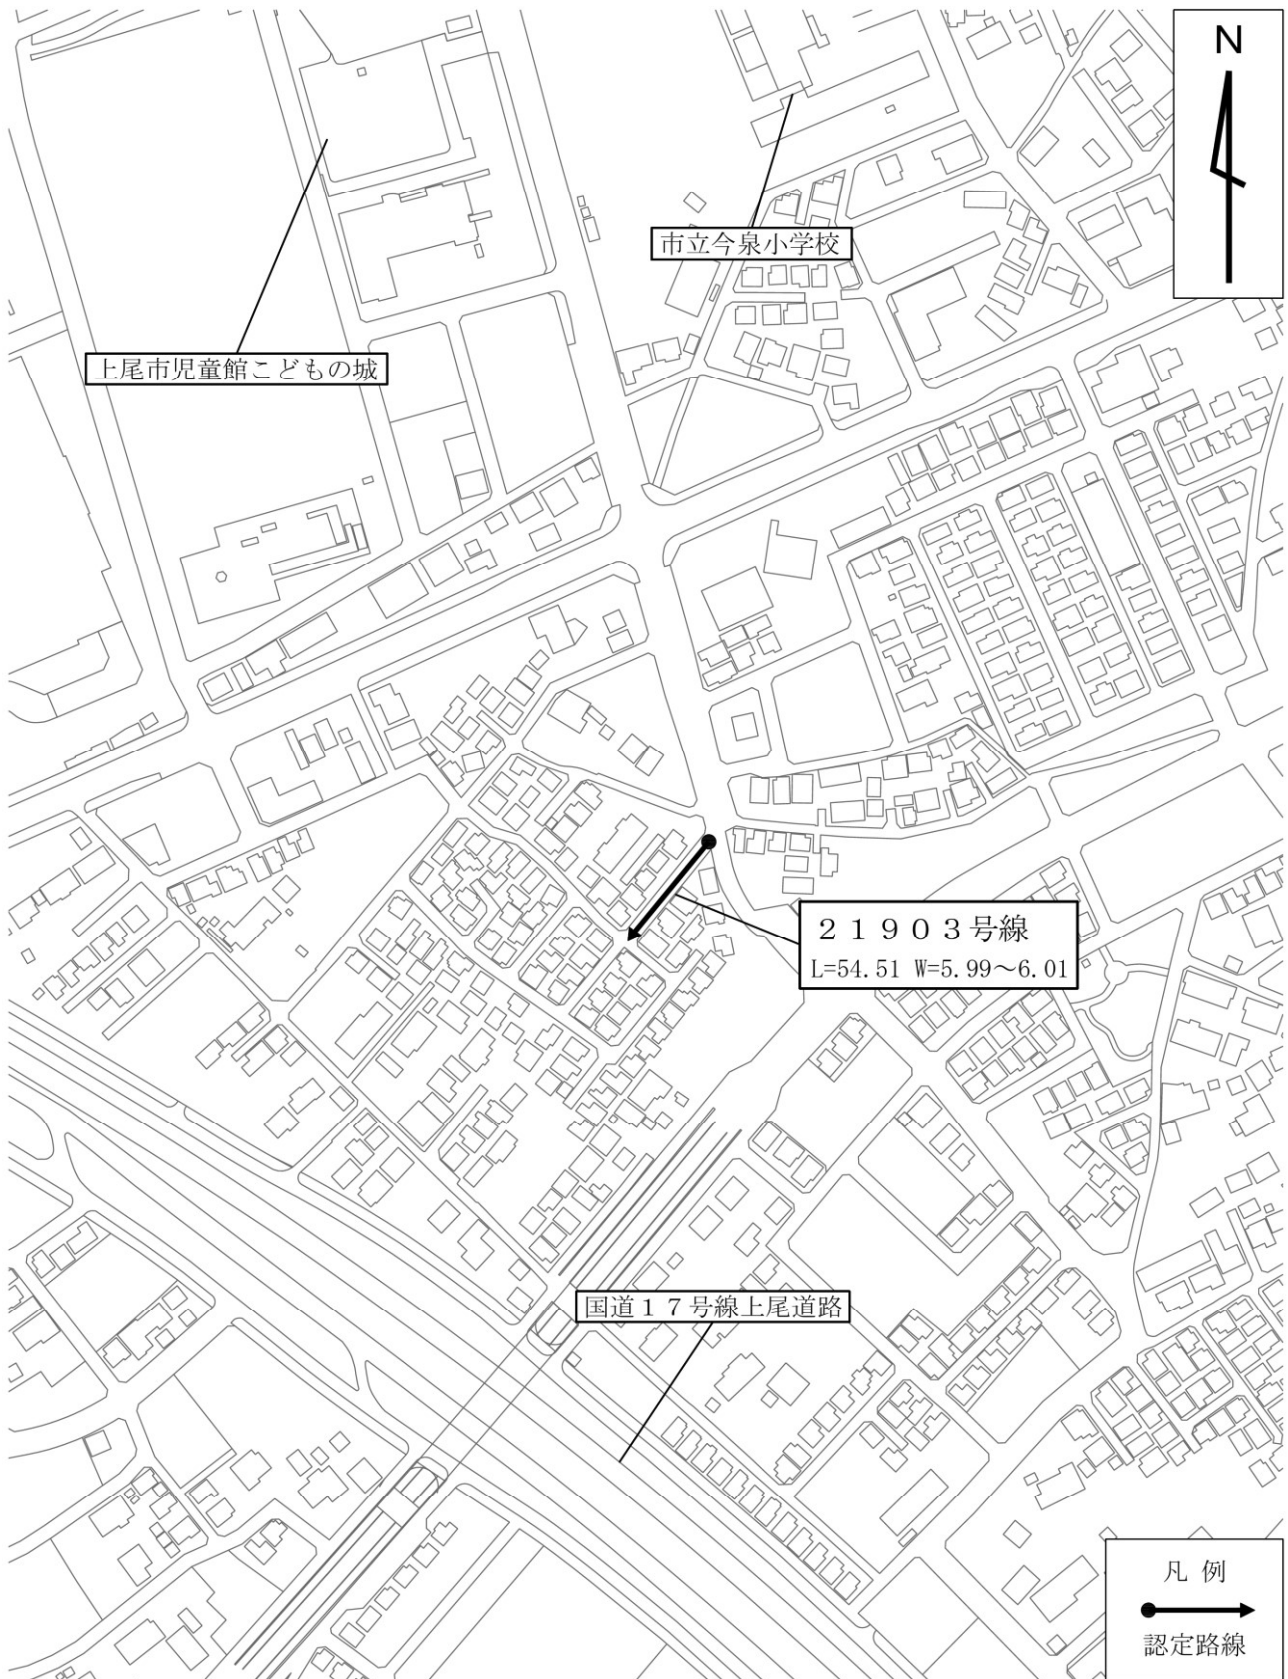 N
市立今泉小学校
上尾市児童館こどもの城
２１９０３号線
L=54.51 W=5.99～6.01
国道１７号線上尾道路
凡 例
認定路線